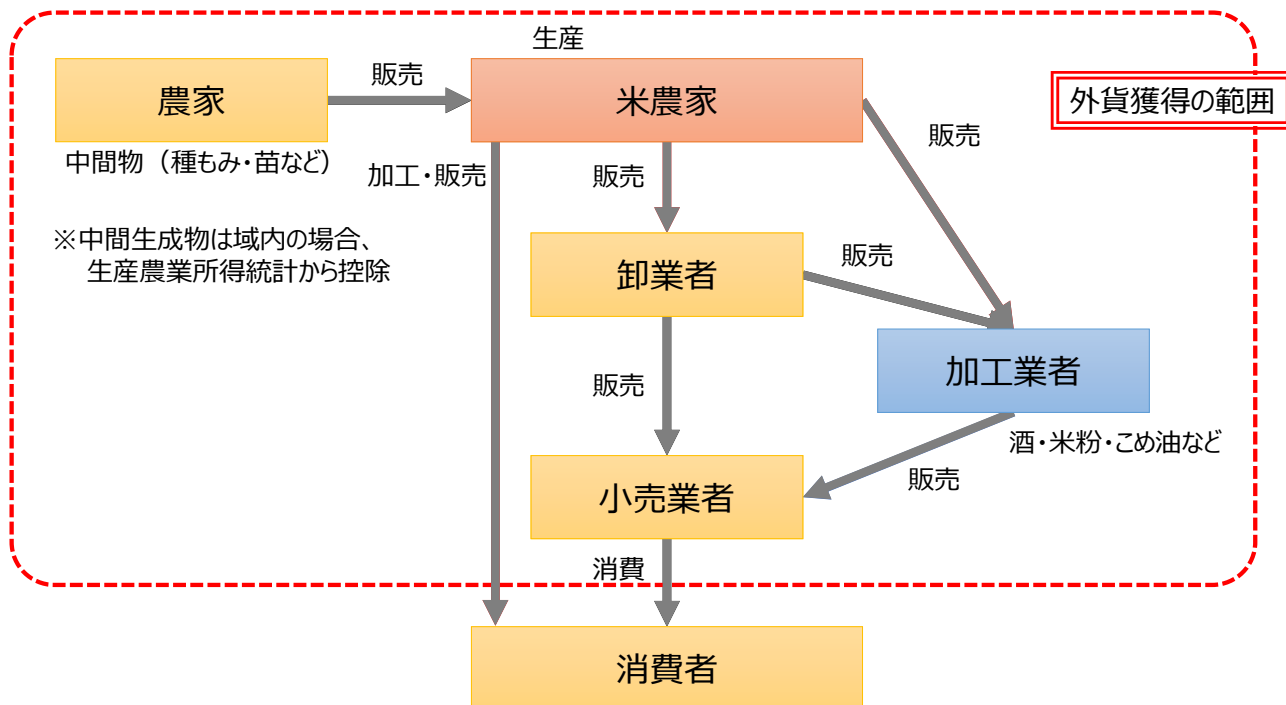 生産
農家
販売
米農家
外貨獲得の範囲
中間物（種もみ・苗など）
加工・販売
販売
販売
※中間生成物は域内の場合、
生産農業所得統計から控除
卸業者
販売
加工業者
販売
酒・米粉・こめ油など
小売業者
販売
消費
消費者